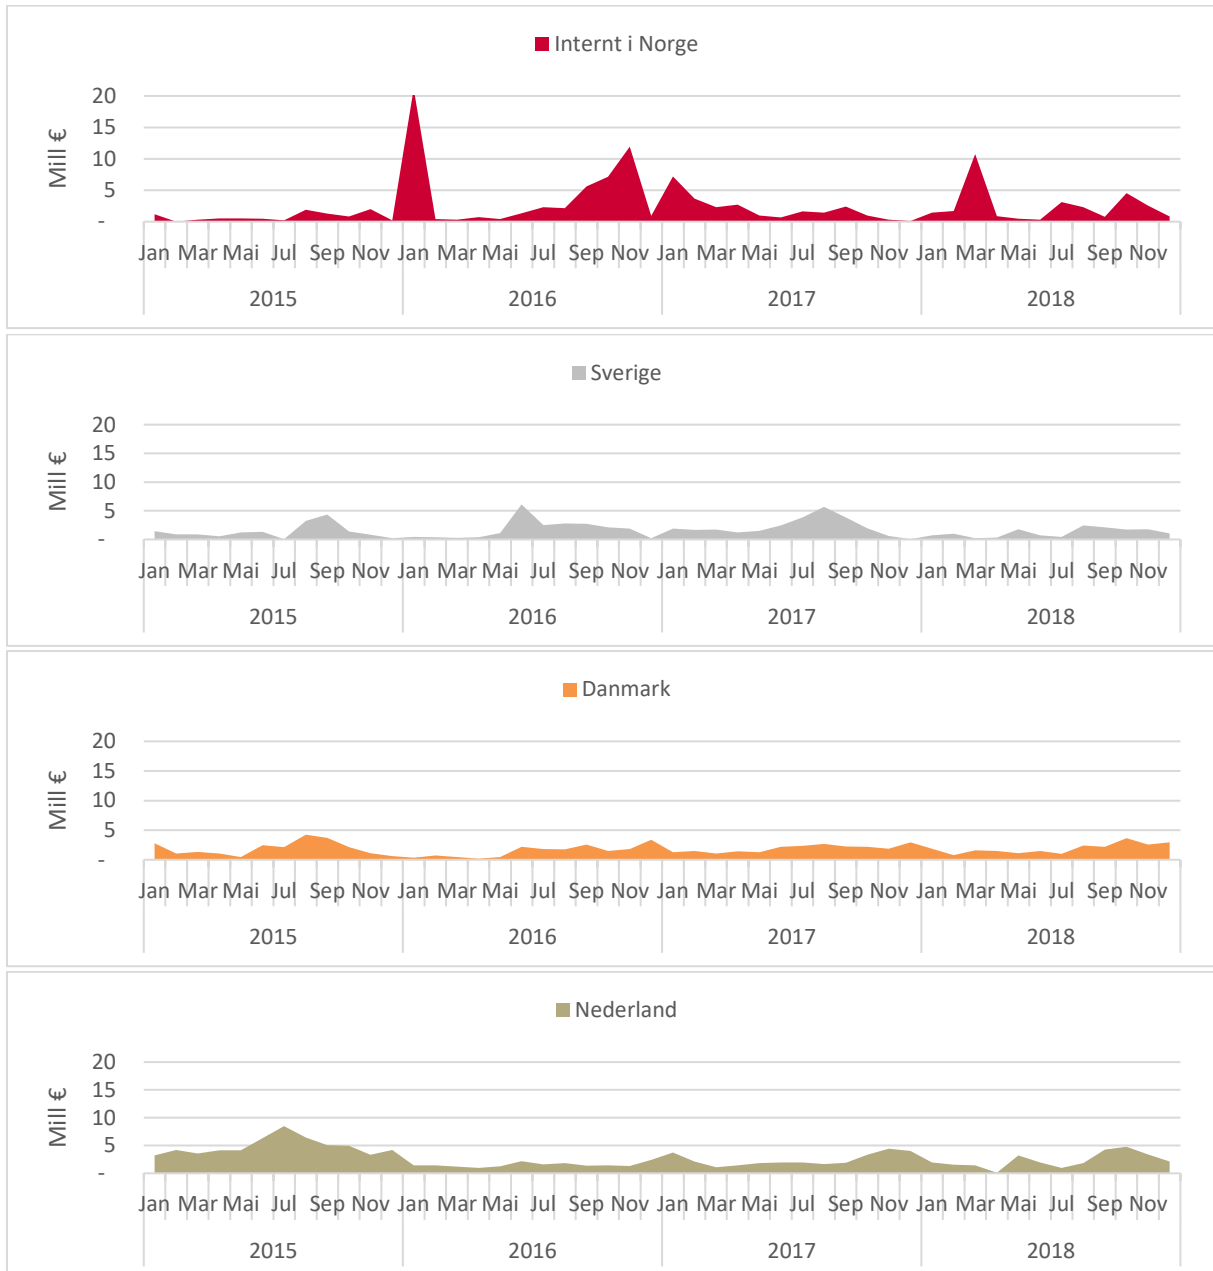 Internt i Norge
Mill €
20
15
10
5
-
Jan Mar Mai Jul Sep Nov Jan Mar Mai Jul Sep Nov Jan Mar Mai Jul Sep Nov Jan Mar Mai Jul Sep Nov
2015 2016 2017 2018
Sverige
Mill €
20
15
10
5
-
Jan Mar Mai Jul Sep Nov Jan Mar Mai Jul Sep Nov Jan Mar Mai Jul Sep Nov Jan Mar Mai Jul Sep Nov
2015 2016 2017 2018
Danmark
Mill €
20
15
10
5
-
Jan Mar Mai Jul Sep Nov Jan Mar Mai Jul Sep Nov Jan Mar Mai Jul Sep Nov Jan Mar Mai Jul Sep Nov
2015 2016 2017 2018
Nederland
Mill €
20
15
10
5
-
Jan Mar Mai Jul Sep Nov Jan Mar Mai Jul Sep Nov Jan Mar Mai Jul Sep Nov Jan Mar Mai Jul Sep Nov
2015 2016 2017 2018